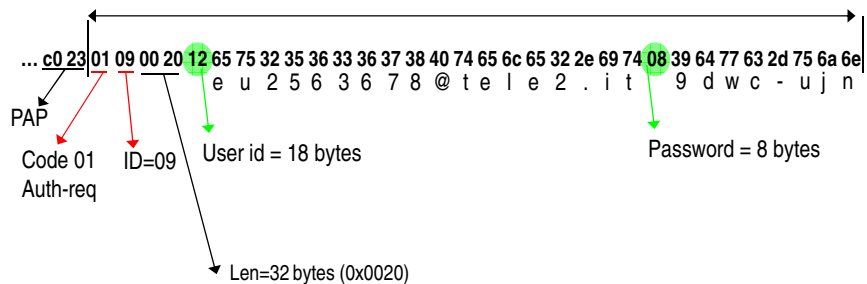 ... c0 23 01 09 00 20 12 65 75 32 35 36 33 36 37 38 40 74 65 6c 65 32 2e 69 74 08 39 64 77 63 2d 75 6a 6e
e u 2 5 6 3 6 7 8 @ t e l e 2 . i t 9 d w c - u j n
PAP
Code 01
Auth-req
ID=09
User id = 18 bytes
Password = 8 bytes
Len=32 bytes (0x0020)